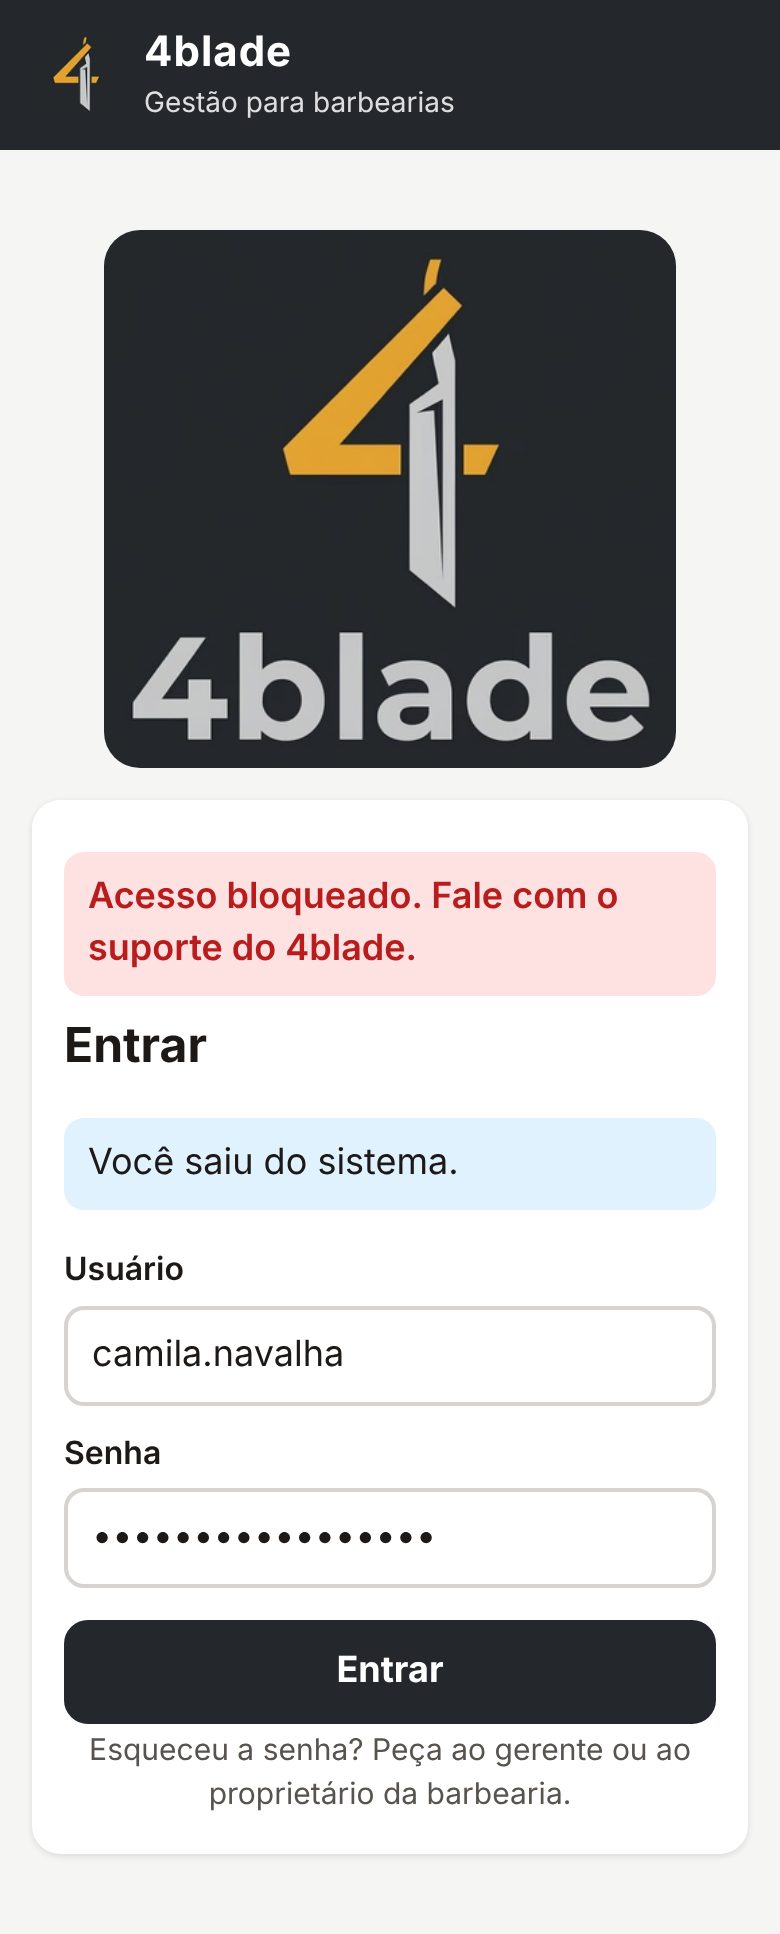 4blade
Gestão para barbearias
4blade
Acesso bloqueado. Fale com o
suporte do 4blade.
Entrar
Você saiu do sistema.
Usuário
camila.navalha
Senha
•••••••••••••••••
Entrar
Esqueceu a senha? Peça ao gerente ou ao
proprietário da barbearia.